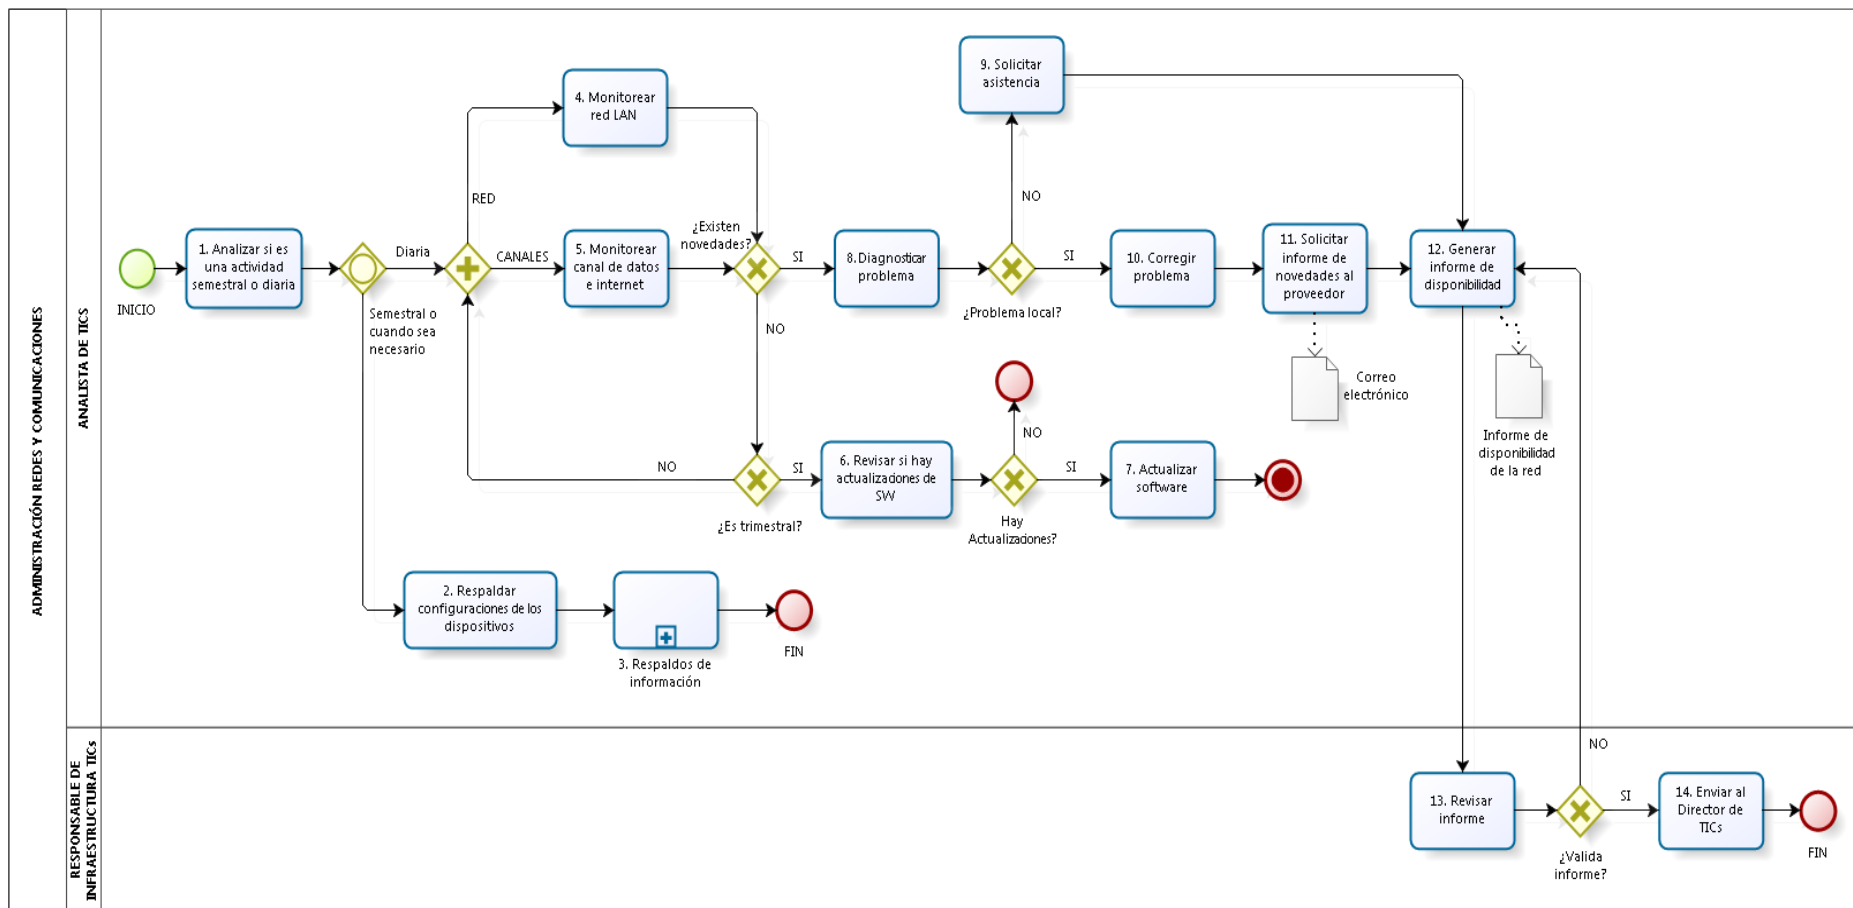 ADMINISTRACIÓN REDES Y COMUNICACIONES
ANALISTA DE TICS
INICIO
1. Analizar si es
una actividad
semestral o diaria
Diaria
Semestral o
cuando sea
necesario
RED
CANALES
4. Monitorear
red LAN
5. Monitorear
canal de datos
e internet
¿Existen
novedades?
SI
NO
8.Diagnosticar
problema
¿Problema local?
NO
SI
9. Solicitar
asistencia
10. Corregir
problema
11. Solicitar
informe de
novedades al
proveedor
Correo
electrónico
12. Generar
informe de
disponibilidad
Informe de
disponibilidad
de la red
¿Es trimestral?
NO
SI
6. Revisar si hay
actualizaciones de
SW
Hay
Actualizaciones?
NO
SI
7. Actualizar
software
2. Respaldar
configuraciones de los
dispositivos
3. Respaldos de
información
FIN
RESPONSABLE DE
INFRAESTRUCTURA TICs
13. Revisar
informe
¿Valida
informe?
NO
SI
14. Enviar al
Director de
TICs
FIN